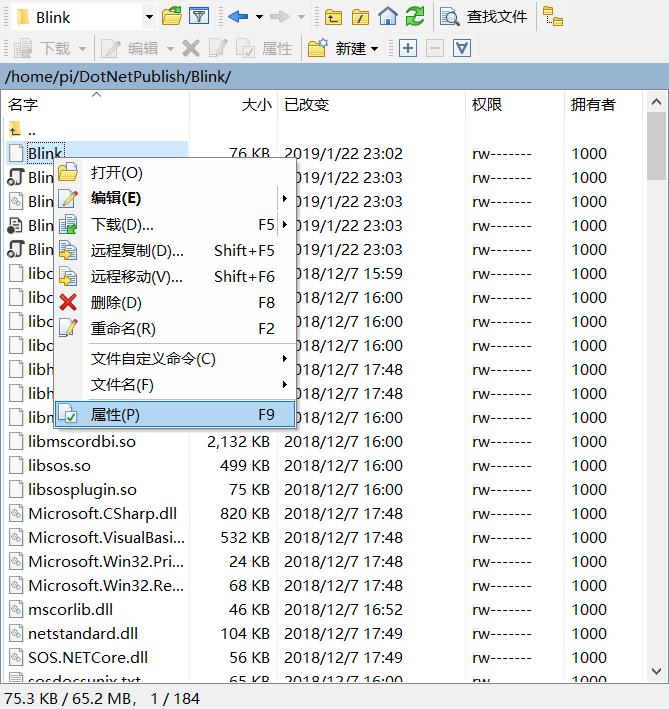 Blink 查找文件
下载 编辑 属性 新建
/home/pi/DotNetPublish/Blink/
名字 大小 已改变 权限 拥有者
..
Blink 76 KB 2019/1/22 23:02 rw------- 1000
Blin 打开(O) 2019/1/22 23:03 rw------- 1000
Blin 编辑(E) 2019/1/22 23:03 rw------- 1000
Blin 下载(D)... F5 2019/1/22 23:03 rw------- 1000
Blin 远程复制(D)... Shift+F5 2019/1/22 23:03 rw------- 1000
libc 远程移动(V)... Shift+F6 2018/12/7 15:59 rw------- 1000
libc 删除(D) F8 2018/12/7 16:00 rw------- 1000
libc 重命名(R) F2 2018/12/7 16:00 rw------- 1000
libc 2018/12/7 16:00 rw------- 1000
libc 文件自定义命令(C) 2018/12/7 17:48 rw------- 1000
libh 文件名(F) 2018/12/7 17:48 rw------- 1000
libh 2018/12/7 17:48 rw------- 1000
libn 属性(P) F9 2018/12/7 16:00 rw------- 1000
libmscordbi.so 2,132 KB 2018/12/7 16:00 rw------- 1000
libsos.so 499 KB 2018/12/7 16:00 rw------- 1000
libsosplugin.so 75 KB 2018/12/7 16:00 rw------- 1000
Microsoft.CSharp.dll 820 KB 2018/12/7 17:48 rw------- 1000
Microsoft.VisualBasi... 532 KB 2018/12/7 17:48 rw------- 1000
Microsoft.Win32.Pri... 24 KB 2018/12/7 17:48 rw------- 1000
Microsoft.Win32.Re... 68 KB 2018/12/7 17:48 rw------- 1000
mscorlib.dll 46 KB 2018/12/7 16:52 rw------- 1000
netstandard.dll 104 KB 2018/12/7 17:49 rw------- 1000
SOS.NETCore.dll 56 KB 2018/12/7 17:49 rw------- 1000
sosdocsunix.txt 65 KB 2018/12/7 16:00 rw------- 1000
75.3 KB / 65.2 MB， 1 / 184